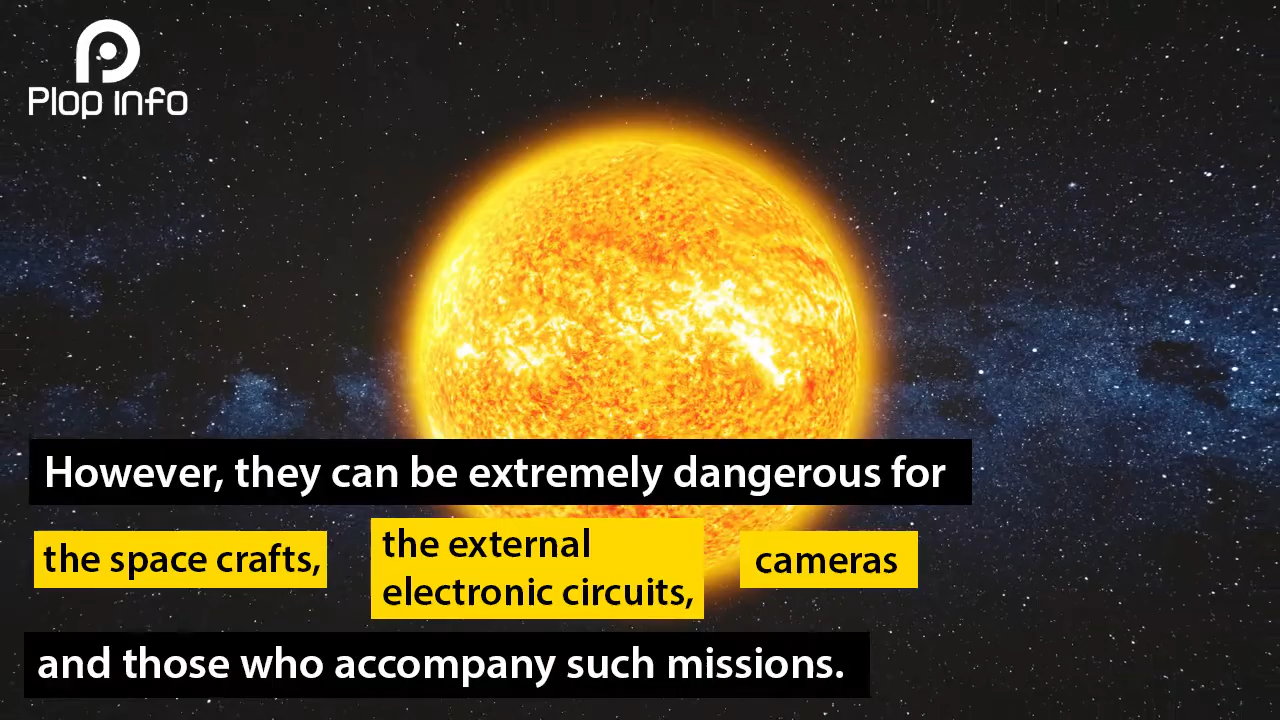 Plop info
However, they can be extremely dangerous for
the space crafts,
the external
electronic circuits,
cameras
and those who accompany such missions.